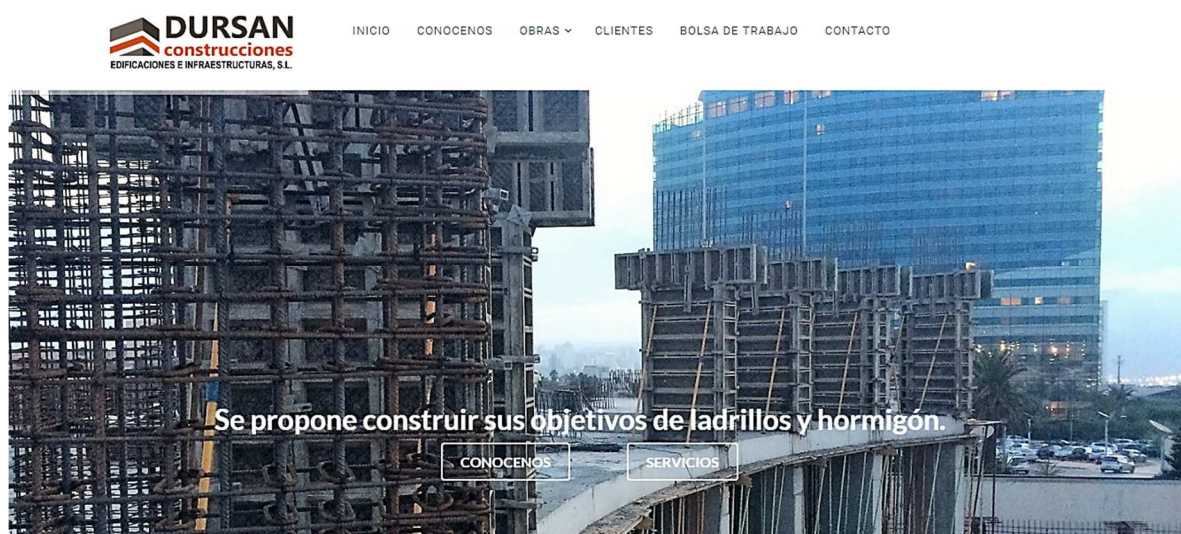 DURSAN
construcciones
EDIFICACIONES E INFRAESTRUCTURAS, S.L.
INICIO CONOCENOS OBRAS CLIENTES BOLSA DE TRABAJO CONTACTO
Se propone construir sus objetivos de ladrillos y hormigón.
CONOCENOS SERVICIOS